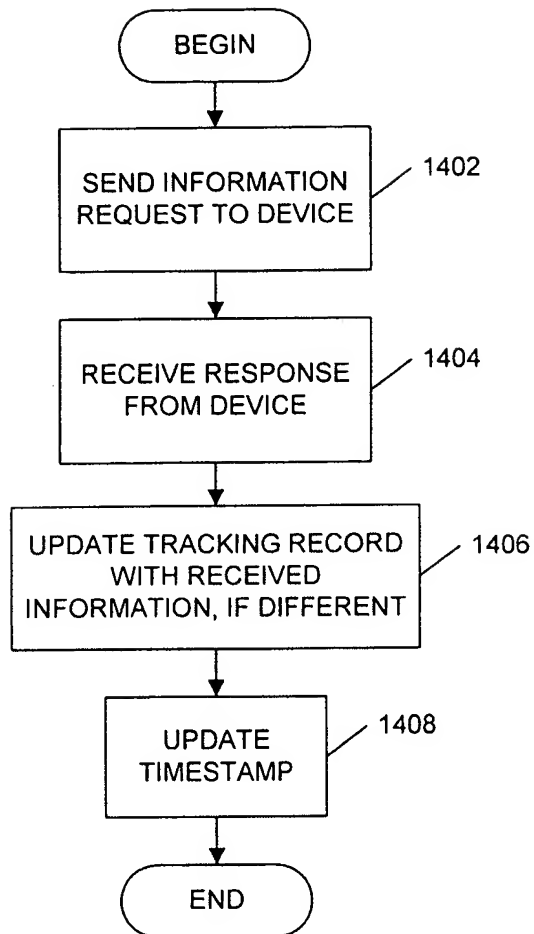 BEGIN
SEND INFORMATION
REQUEST TO DEVICE
1402
RECEIVE RESPONSE
FROM DEVICE
1404
UPDATE TRACKING RECORD
WITH RECEIVED
INFORMATION, IF DIFFERENT
1406
UPDATE
TIMESTAMP
1408
END